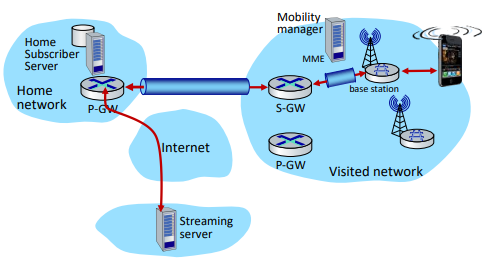 Home
Subscriber
Server
Home
network
P-GW
Mobility
manager
MME
base station
S-GW
P-GW
Visited network
Internet
Streaming
server